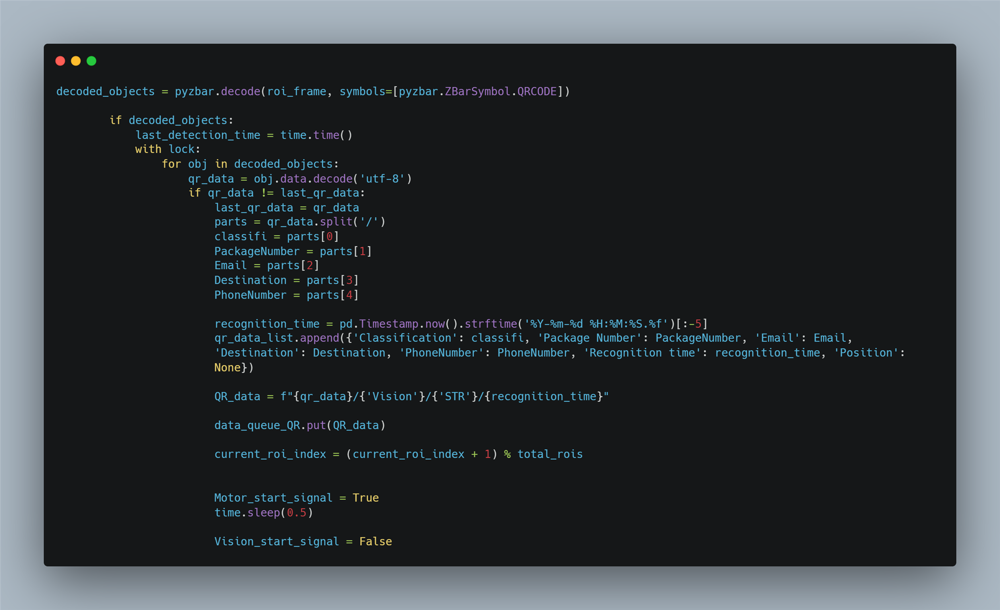 decoded_objects = pyzbar.decode(roi_frame, symbols=[pyzbar.ZBarSymbol.QRCODE])
if decoded_objects:
last_detection_time = time.time()
with lock:
for obj in decoded_objects:
qr_data = obj.data.decode('utf-8')
if qr_data != last_qr_data:
last_qr_data = qr_data
parts = qr_data.split('/')
classifi = parts[0]
PackageNumber = parts[1]
Email = parts[2]
Destination = parts[3]
PhoneNumber = parts[4]
recognition_time = pd.Timestamp.now().strftime('%Y-%m-%d %H:%M:%S.%f')[:-5]
qr_data_list.append({'Classification': classifi, 'Package Number': PackageNumber, 'Email': Email,
'Destination': Destination, 'PhoneNumber': PhoneNumber, 'Recognition time': recognition_time, 'Position':
None})
QR_data = f"{qr_data}/{'Vision'}/{'STR'}/{recognition_time}"
data_queue_QR.put(QR_data)
current_roi_index = (current_roi_index + 1) % total_rois
Motor_start_signal = True
time.sleep(0.5)
Vision_start_signal = False